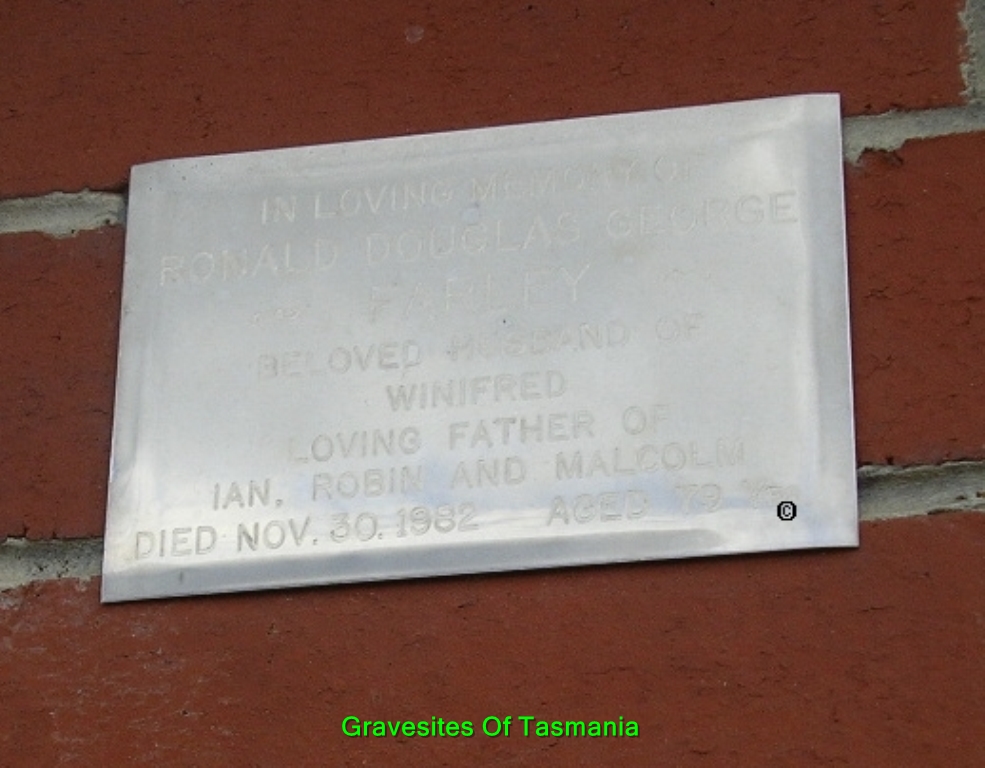 IN LOVING MEMORY OF
RONALD DOUGLAS GEORGE
FARLEY
BELOVED HUSBAND OF
WINIFRED
LOVING FATHER OF
IAN, ROBIN AND MALCOLM
DIED NOV. 30. 1982 AGED 79 YRS
©
Gravesites Of Tasmania